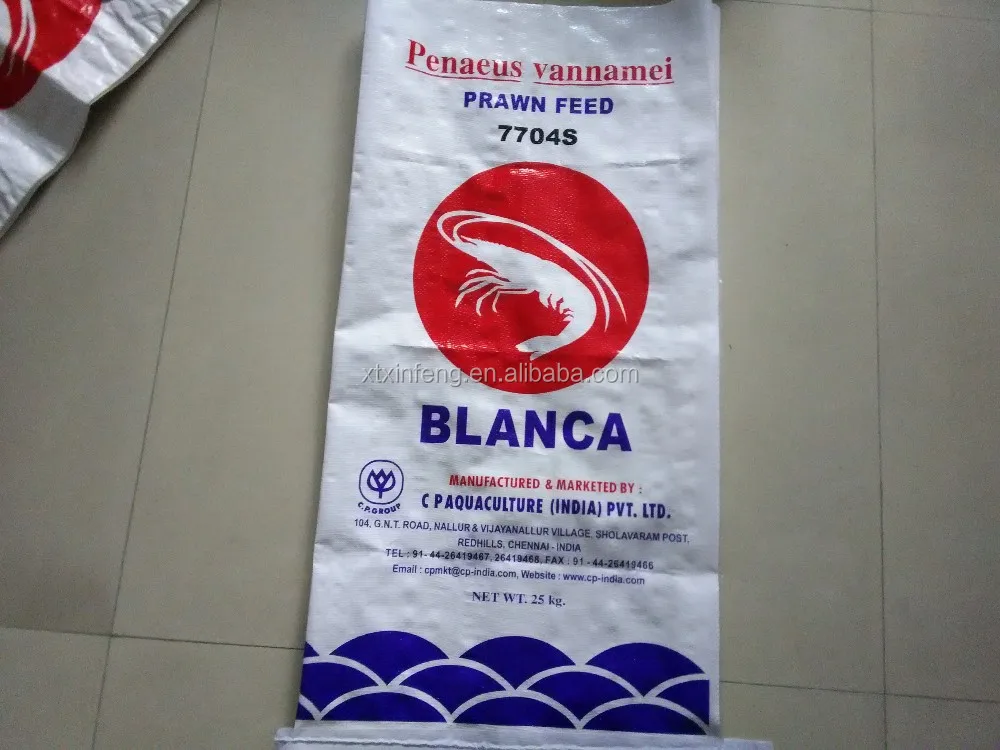 Penaeus vannamei
PRAWN FEED
7704S
xtxinfeng.en.alibaba.com
BLANCA
C.P.GROUP
MANUFACTURED & MARKETED BY :
C P AQUACULTURE (INDIA) PVT. LTD.
104, G.N.T. ROAD, NALLUR & VIJAYANALLUR VILLAGE, SHOLAVARAM POST,
REDHILLS, CHENNAI - INDIA
TEL : 91- 44-26419467, 26419468, FAX : 91 - 44-26419466
Email : cpmkt@cp-india.com, Website : www.cp-india.com
NET WT. 25 kg.